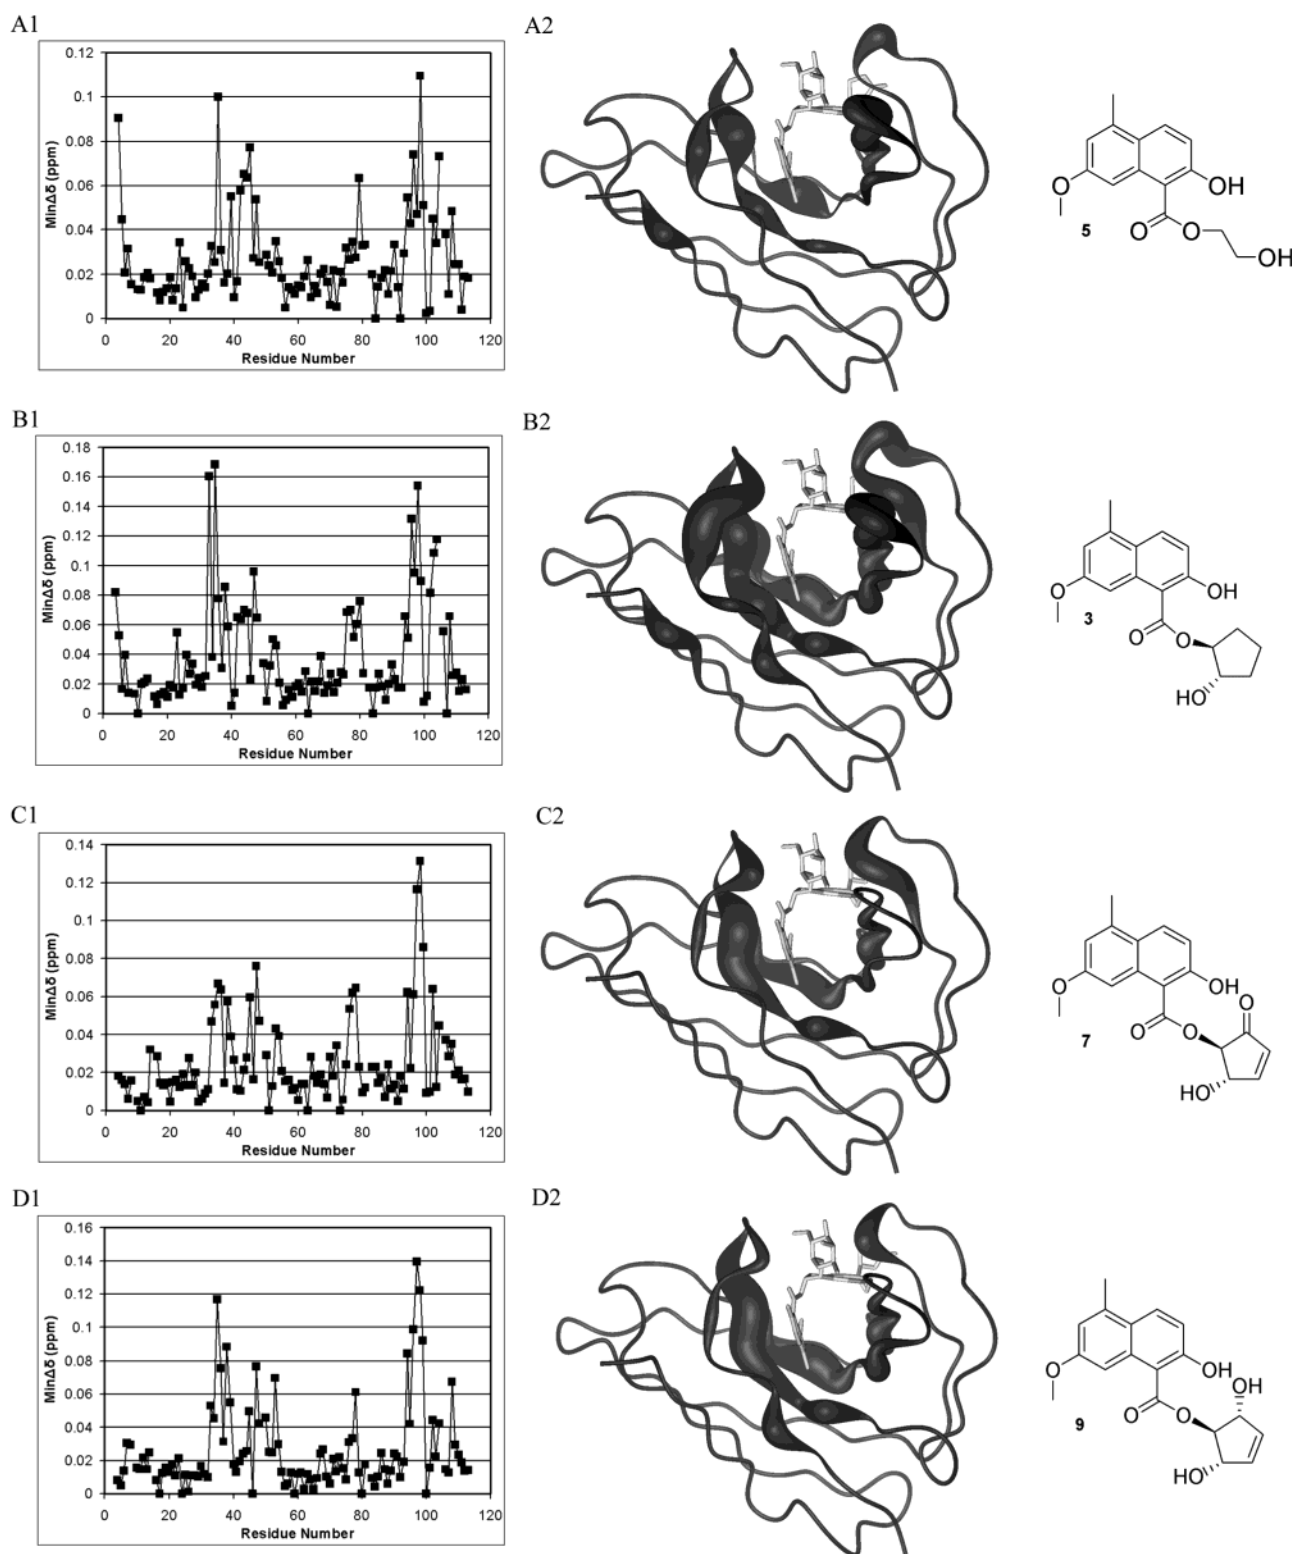 A1
A2
0.12
0.1
0.08
0.06
0.04
0.02
0
MinΔδ (ppm)
0 20 40 60 80 100 120
Residue Number
OH
O
O
O
OH
5
B1
B2
0.18
0.16
0.14
0.12
0.1
0.08
0.06
0.04
0.02
0
MinΔδ (ppm)
0 20 40 60 80 100 120
Residue Number
OH
O
O
O
HO
3
C1
C2
0.14
0.12
0.1
0.08
0.06
0.04
0.02
0
MinΔδ (ppm)
0 20 40 60 80 100 120
Residue Number
OH
O
O
O
O
HO
7
D1
D2
0.16
0.14
0.12
0.1
0.08
0.06
0.04
0.02
0
MinΔδ (ppm)
0 20 40 60 80 100 120
Residue Number
OH
OH
O
O
O
HO
9